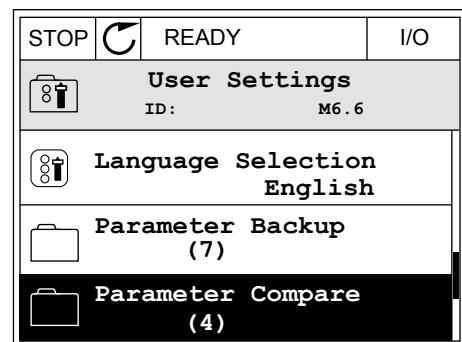 STOP READY I/O
User Settings
ID: M6.6
Language Selection
English
Parameter Backup
(7)
Parameter Compare
(4)